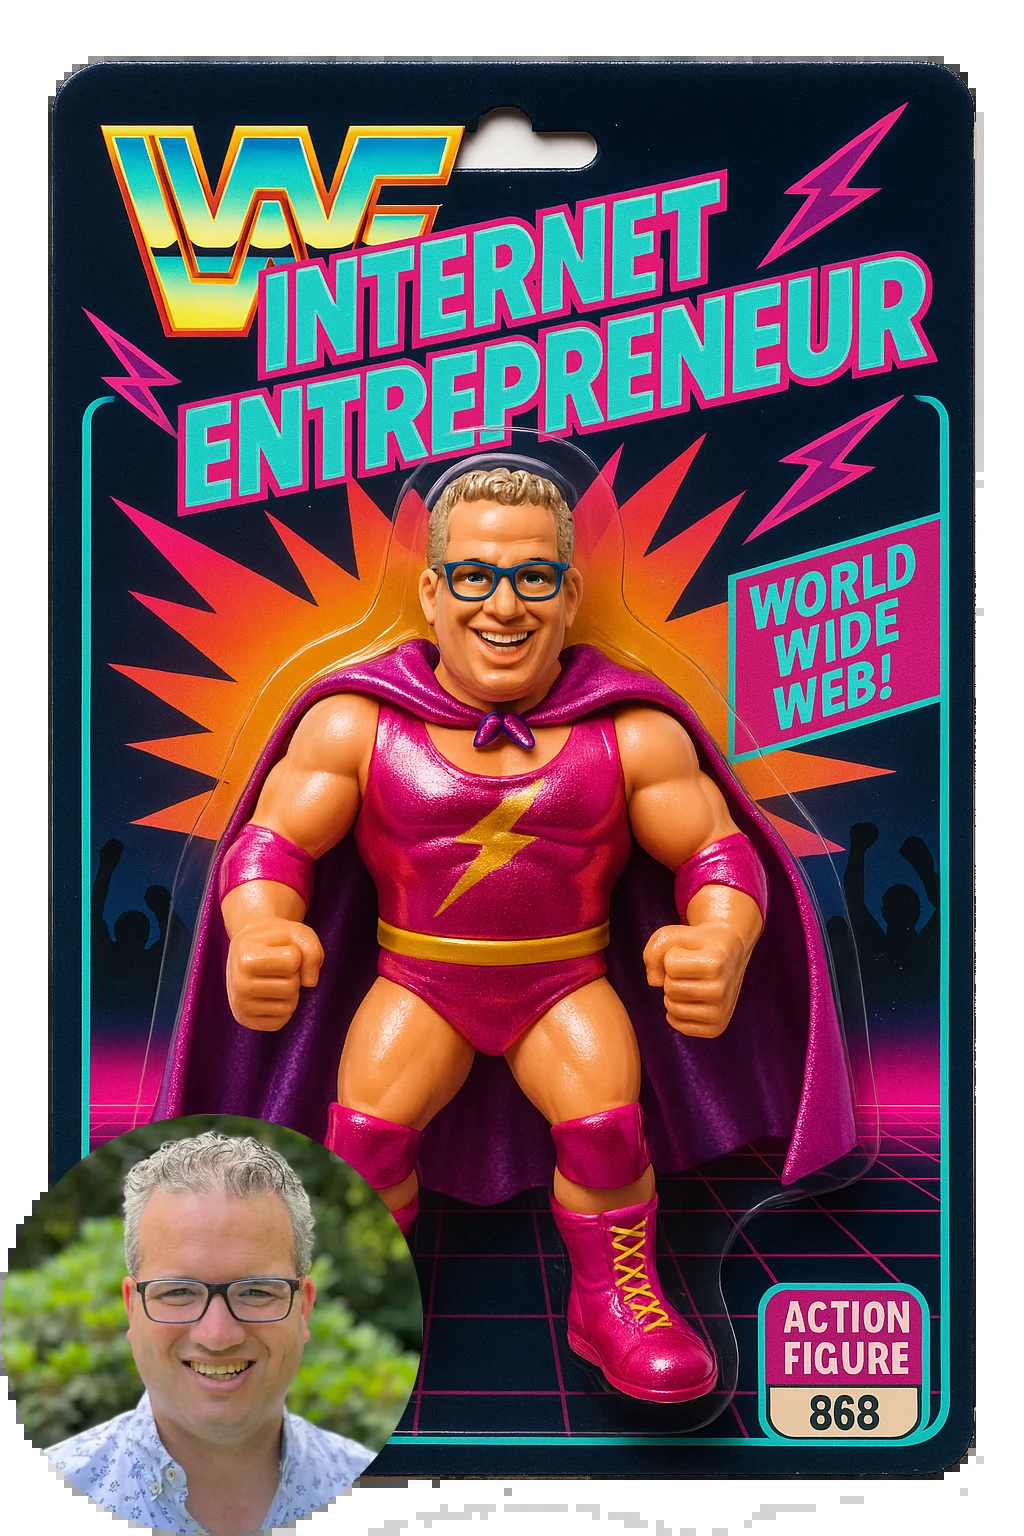 WF
INTERNET
ENTREPRENEUR
WORLD
WIDE
WEB!
ACTION
FIGURE
868